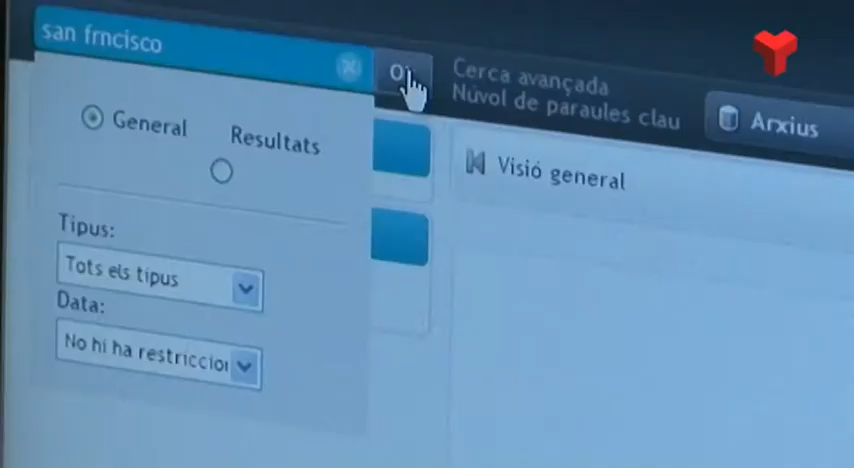 san frncisco
Cerca avançada
Núvol de paraules clau
Arxius
General
Resultats
Visió general
Tipus:
Tots els tipus
Data:
No hi ha restriccion